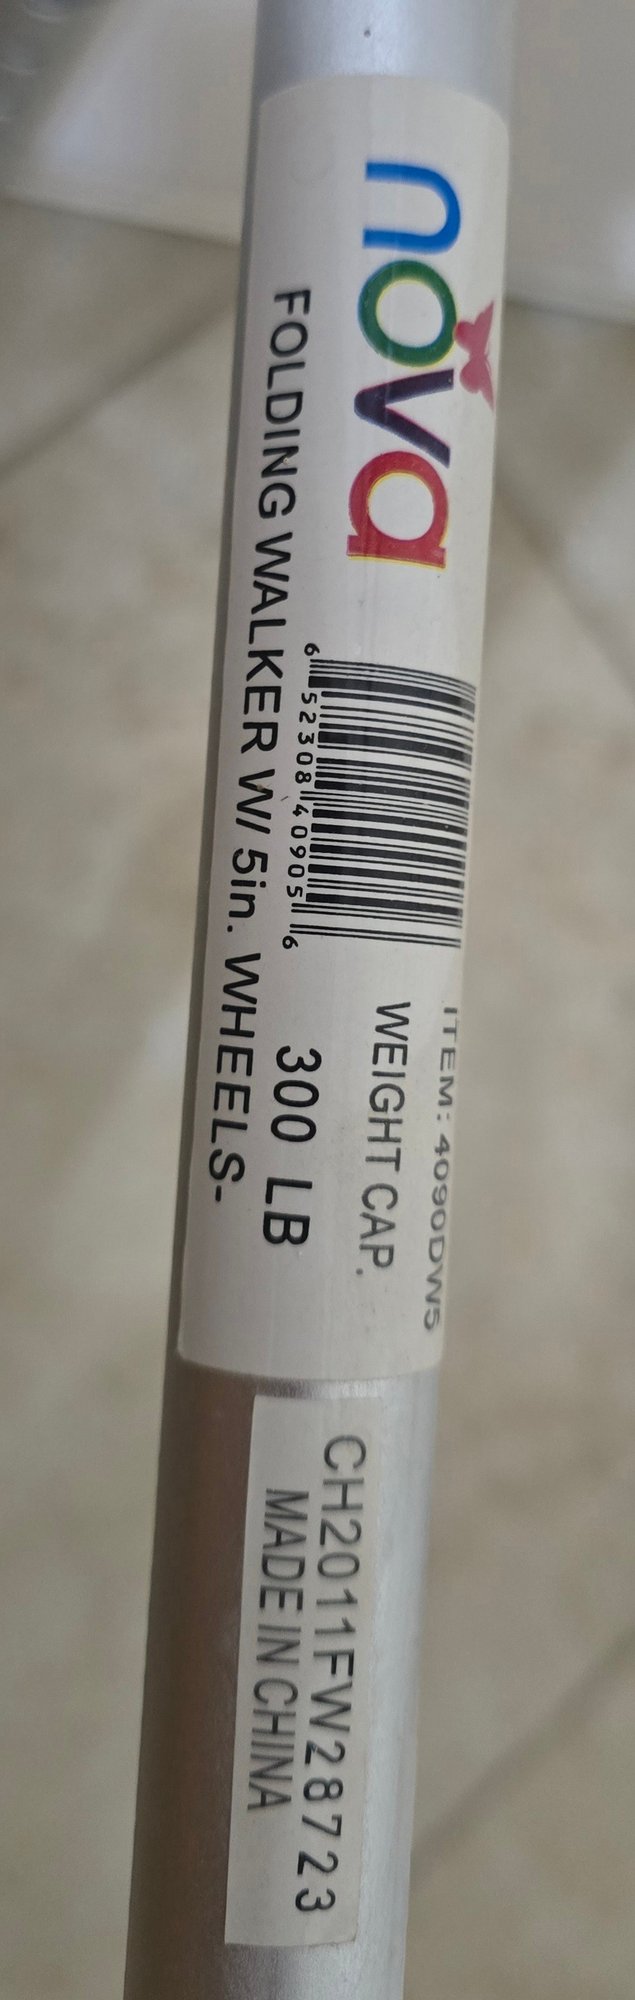 nova
ITEM: 4090DW5
6 52308 40905 6
WEIGHT CAP.
300 LB
FOLDING WALKER W/ 5in. WHEELS-
CH2011FW28723
MADE IN CHINA